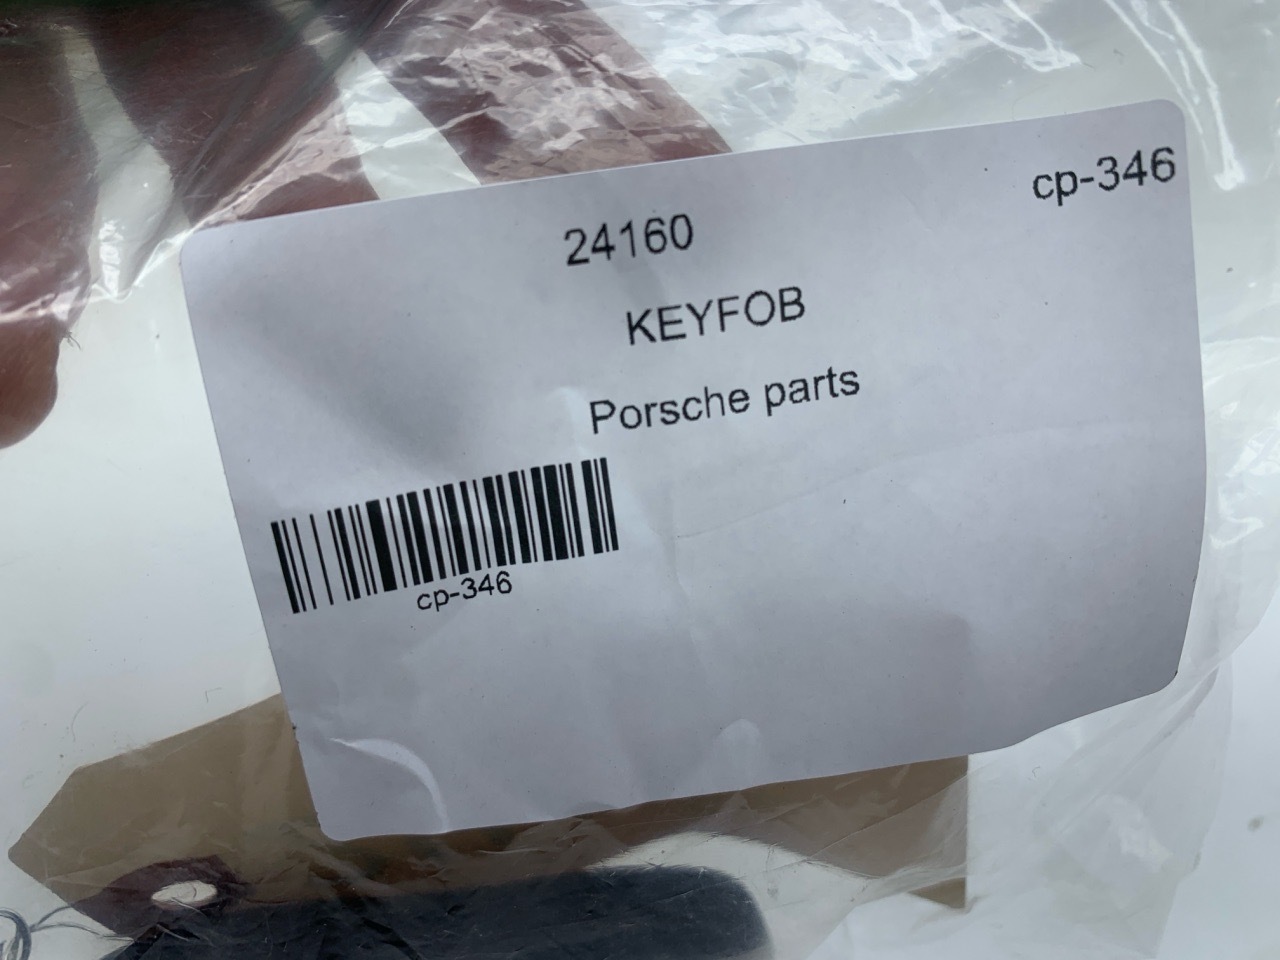 cp-346
24160
KEYFOB
Porsche parts
cp-346